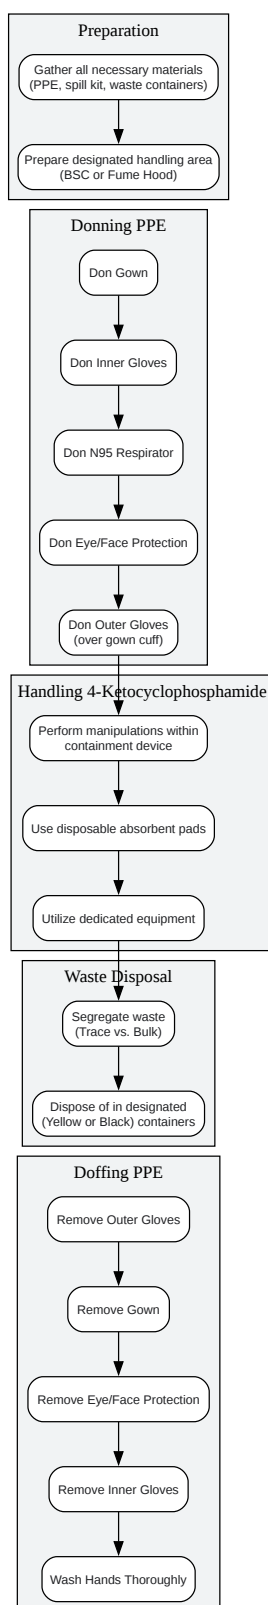 Preparation
Gather all necessary materials
(PPE, spill kit, waste containers)
Prepare designated handling area
(BSC or Fume Hood)
Donning PPE
Don Gown
Don Inner Gloves
Don N95 Respirator
Don Eye/Face Protection
Don Outer Gloves
(over gown cuff)
Handling 4-Ketocyclophosphamide
Perform manipulations within
containment device
Use disposable absorbent pads
Utilize dedicated equipment
Waste Disposal
Segregate waste
(Trace vs. Bulk)
Dispose of in designated
(Yellow or Black) containers
Doffing PPE
Remove Outer Gloves
Remove Gown
Remove Eye/Face Protection
Remove Inner Gloves
Wash Hands Thoroughly